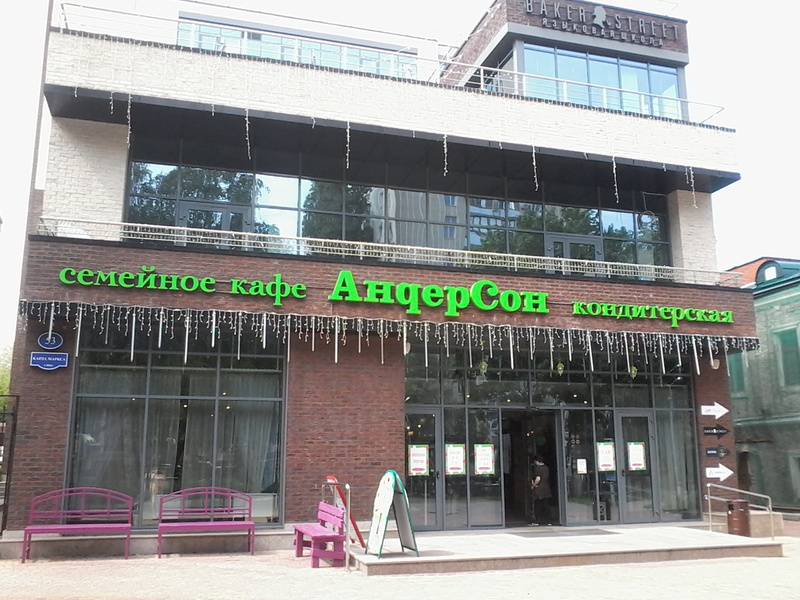 BAKER STREET
ЯЗЫКОВАЯ ШКОЛА
семейное кафе АндерСон кондитерская
53
КАРЛА МАРКСА